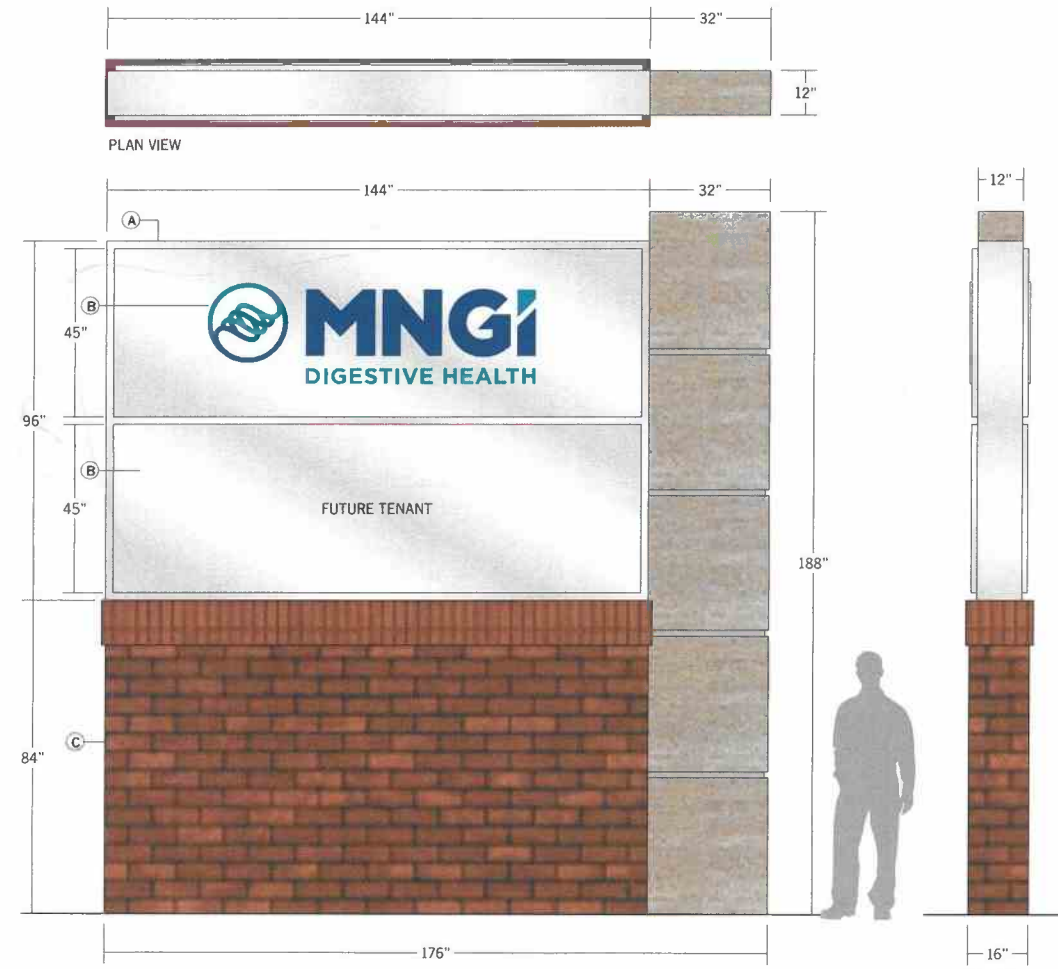 144"
32"
12"
PLAN VIEW
144"
32"
12"
A
B
45"
MNGi
DIGESTIVE HEALTH
96"
B
45"
FUTURE TENANT
188"
C
84"
176"
16"